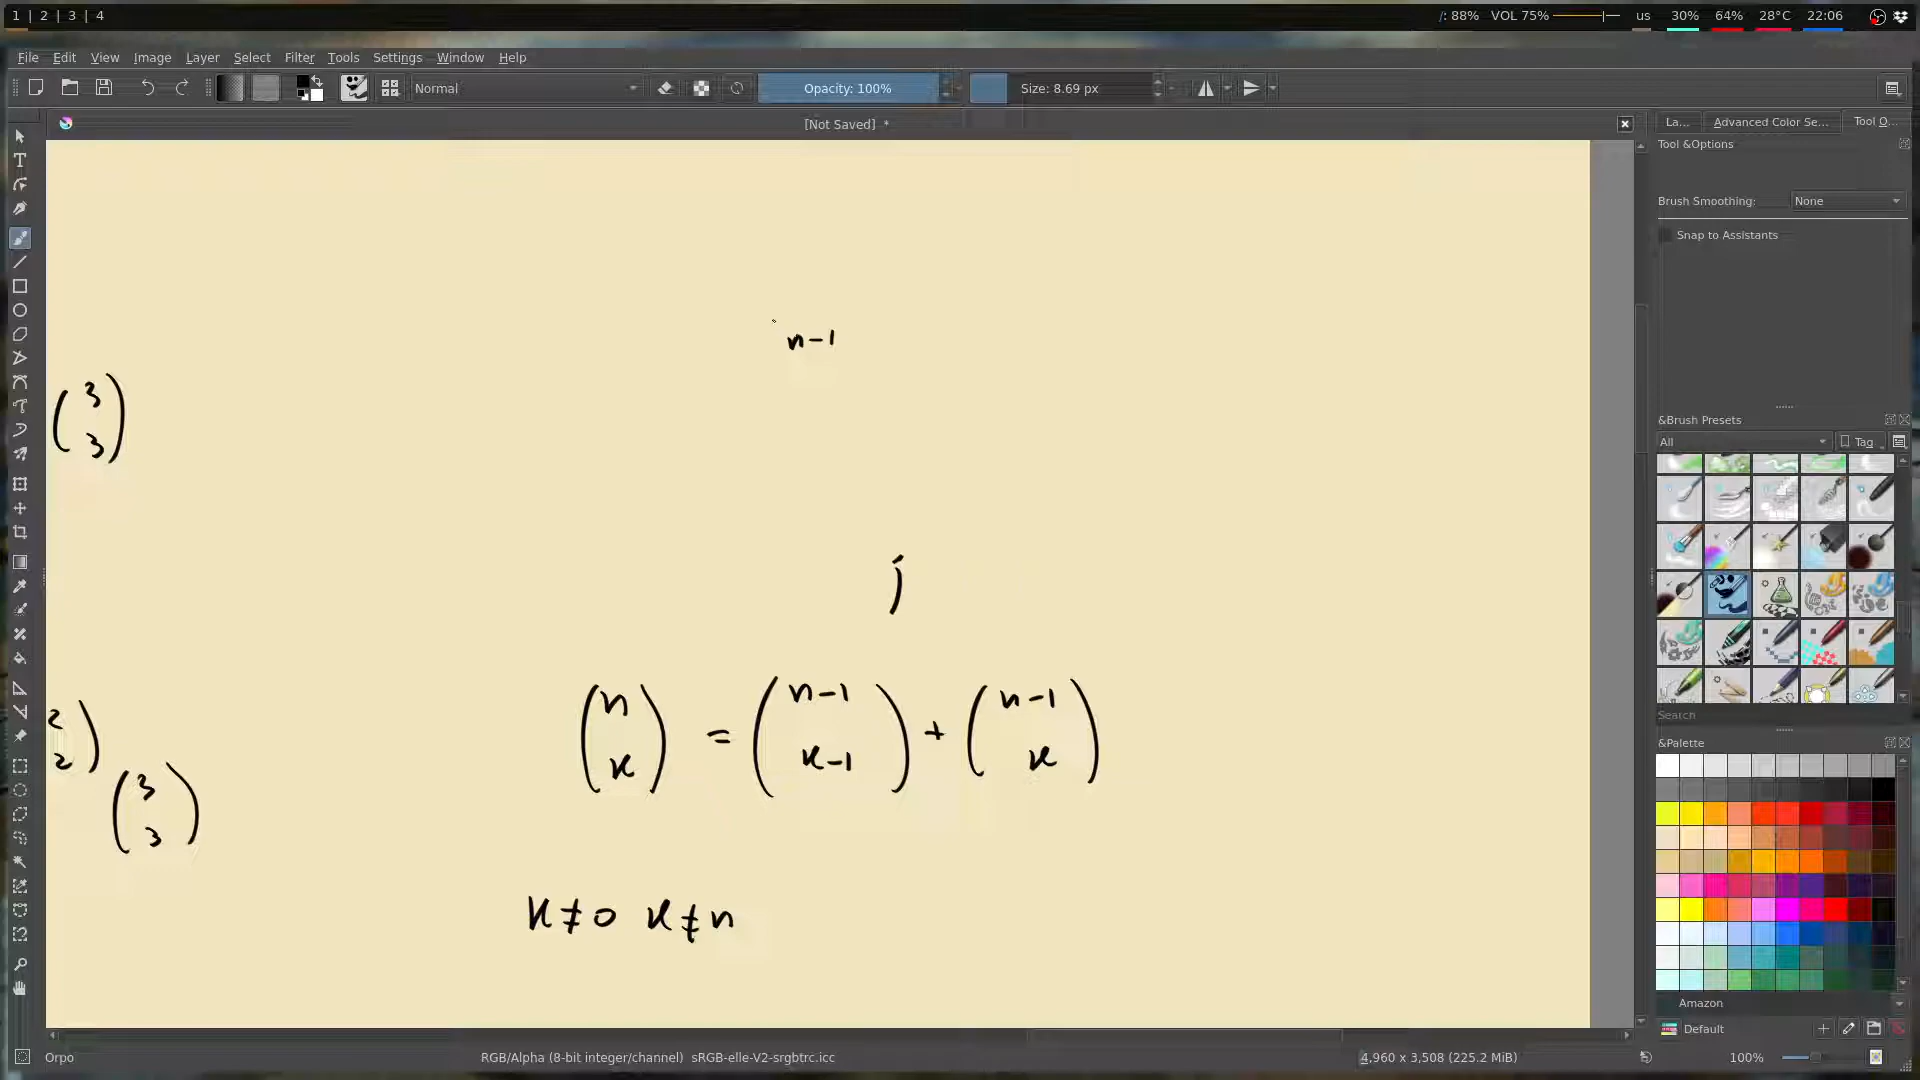 1 | 2 | 3 | 4
/: 88% VOL 75% us 30% 64% 28°C 22:06
File Edit View Image Layer Select Filter Tools Settings Window Help
Normal Opacity: 100% Size: 8.69 px
[Not Saved] *
La... Advanced Color Se... Tool O...
Tool &Options
Brush Smoothing: None
Snap to Assistants
n-1
(3
3)
j
(n
k) = (n-1
k-1) + (n-1
k)
2
2)
(3
3)
k≠0 k≠n
&Brush Presets
All Tag
Search
&Palette
Amazon
Default
Orpo RGB/Alpha (8-bit integer/channel) sRGB-elle-V2-srgbtrc.icc 4,960 x 3,508 (225.2 MiB) 100%